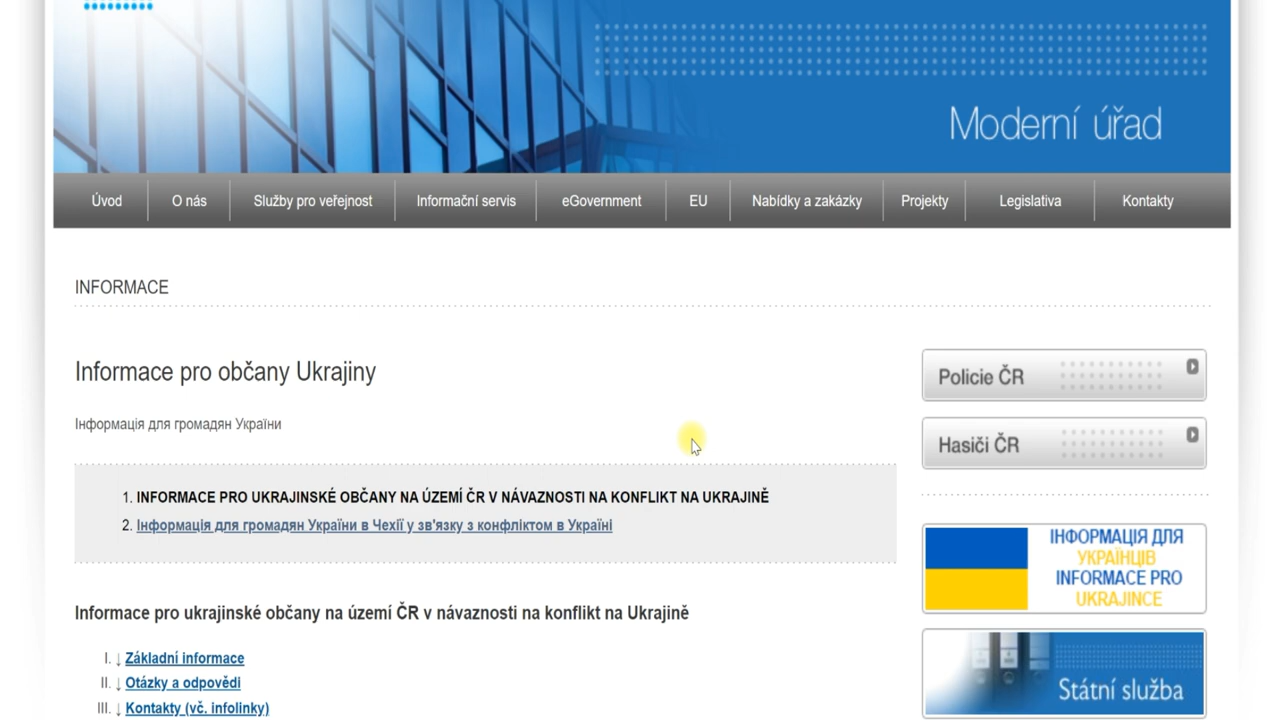 Moderní úřad
Úvod
O nás
Služby pro veřejnost
Informační servis
eGovernment
EU
Nabídky a zakázky
Projekty
Legislativa
Kontakty
INFORMACE
Informace pro občany Ukrajiny
Інформація для громадян України
1. INFORMACE PRO UKRAJINSKÉ OBČANY NA ÚZEMÍ ČR V NÁVAZNOSTI NA KONFLIKT NA UKRAJINĚ
2. Інформація для громадян України в Чехії у зв'язку з конфліктом в Україні
Informace pro ukrajinské občany na území ČR v návaznosti na konflikt na Ukrajině
I. ↓ Základní informace
II. ↓ Otázky a odpovědi
III. ↓ Kontakty (vč. infolinky)
Policie ČR
Hasiči ČR
ІНФОРМАЦІЯ ДЛЯ
УКРАЇНЦІВ
INFORMACE PRO
UKRAJINCE
Státní služba